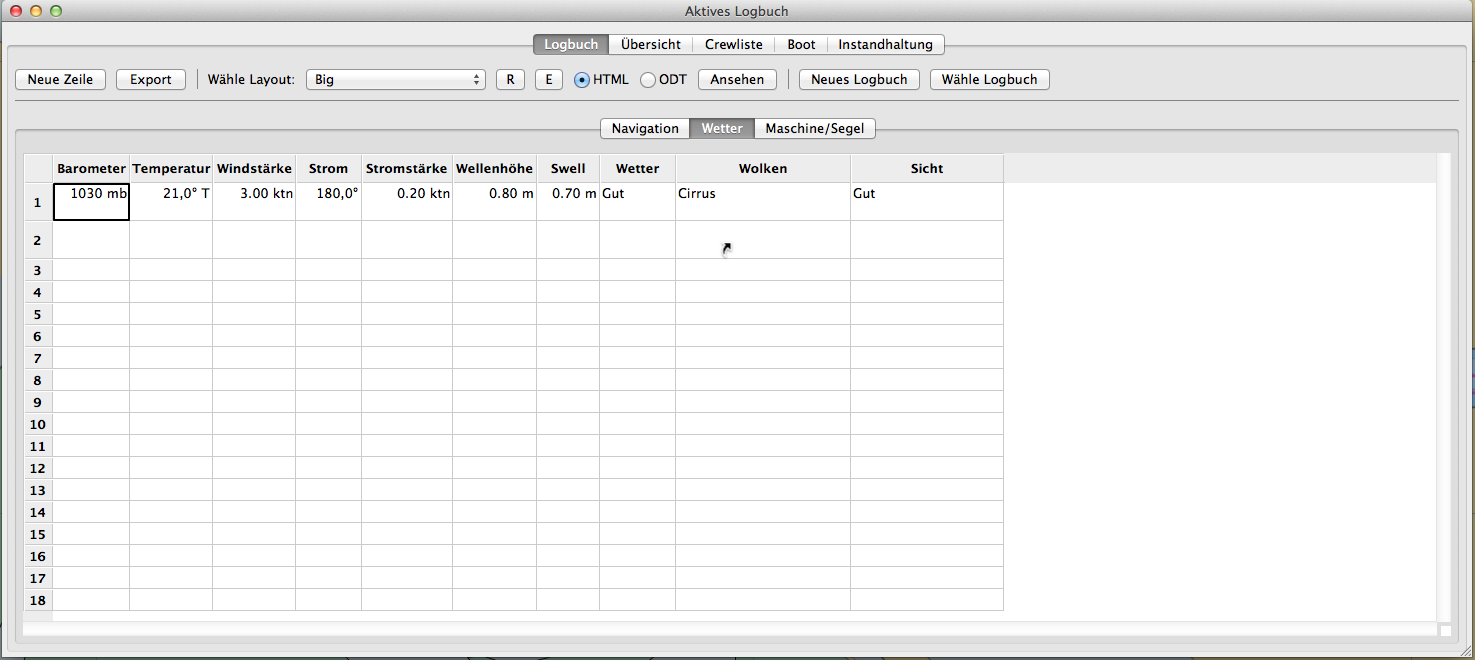 Aktives Logbuch
Logbuch Übersicht Crewliste Boot Instandhaltung
Neue Zeile Export Wähle Layout: Big R E HTML ODT Ansehen Neues Logbuch Wähle Logbuch
Navigation Wetter Maschine/Segel
Barometer Temperatur Windstärke Strom Stromstärke Wellenhöhe Swell Wetter Wolken Sicht
1 1030 mb 21,0° T 3.00 ktn 180,0° 0.20 ktn 0.80 m 0.70 m Gut Cirrus Gut
2
3
4
5
6
7
8
9
10
11
12
13
14
15
16
17
18